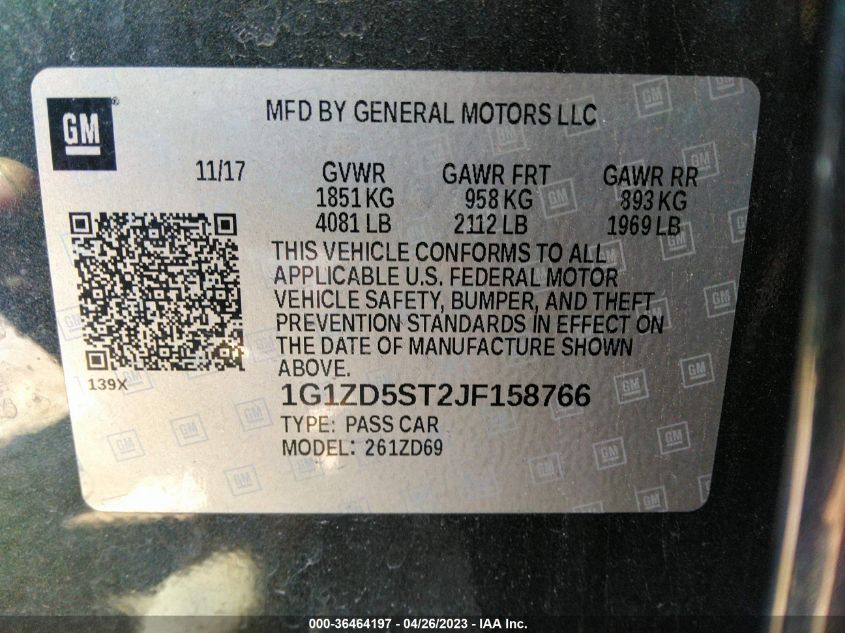 GM
MFD BY GENERAL MOTORS LLC
11/17 GVWR GAWR FRT GAWR RR
1851 KG 958 KG 893 KG
4081 LB 2112 LB 1969 LB
THIS VEHICLE CONFORMS TO ALL
APPLICABLE U.S. FEDERAL MOTOR
VEHICLE SAFETY, BUMPER, AND THEFT
PREVENTION STANDARDS IN EFFECT ON
THE DATE OF MANUFACTURE SHOWN
ABOVE.
139X
1G1ZD5ST2JF158766
TYPE: PASS CAR
MODEL: 261ZD69
000-36464197 - 04/26/2023 - IAA Inc.